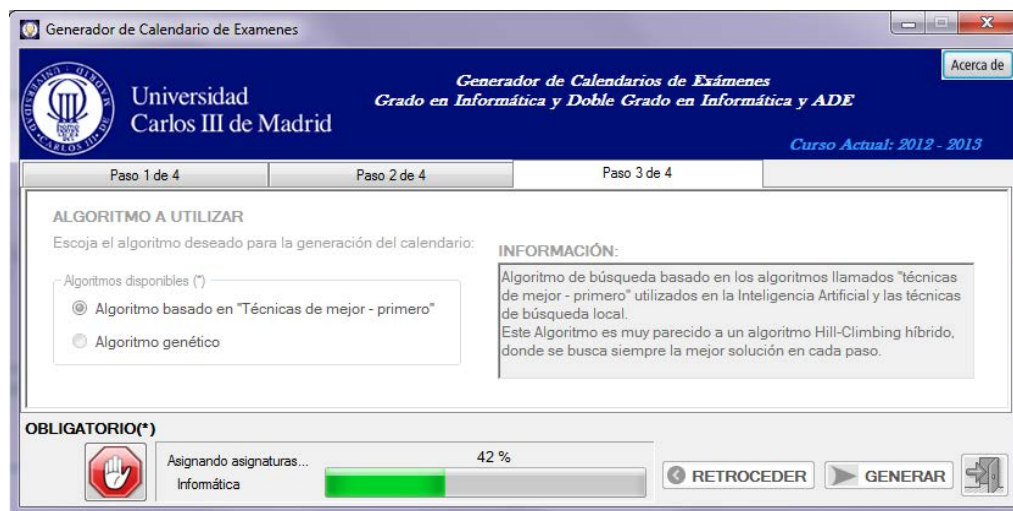 Generador de Calendario de Examenes
Acerca de
Universidad
Carlos III de Madrid
Generador de Calendarios de Exámenes
Grado en Informática y Doble Grado en Informática y ADE
Curso Actual: 2012 - 2013
Paso 1 de 4
Paso 2 de 4
Paso 3 de 4
ALGORITMO A UTILIZAR
Escoja el algoritmo deseado para la generación del calendario:
Algoritmos disponibles (*)
Algoritmo basado en "Técnicas de mejor - primero"
Algoritmo genético
INFORMACIÓN:
Algoritmo de búsqueda basado en los algoritmos llamados "técnicas
de mejor - primero" utilizados en la Inteligencia Artificial y las técnicas
de búsqueda local.
Este Algoritmo es muy parecido a un algoritmo Hill-Climbing híbrido,
donde se busca siempre la mejor solución en cada paso.
OBLIGATORIO(*)
Asignando asignaturas...
Informática
42 %
RETROCEDER
GENERAR